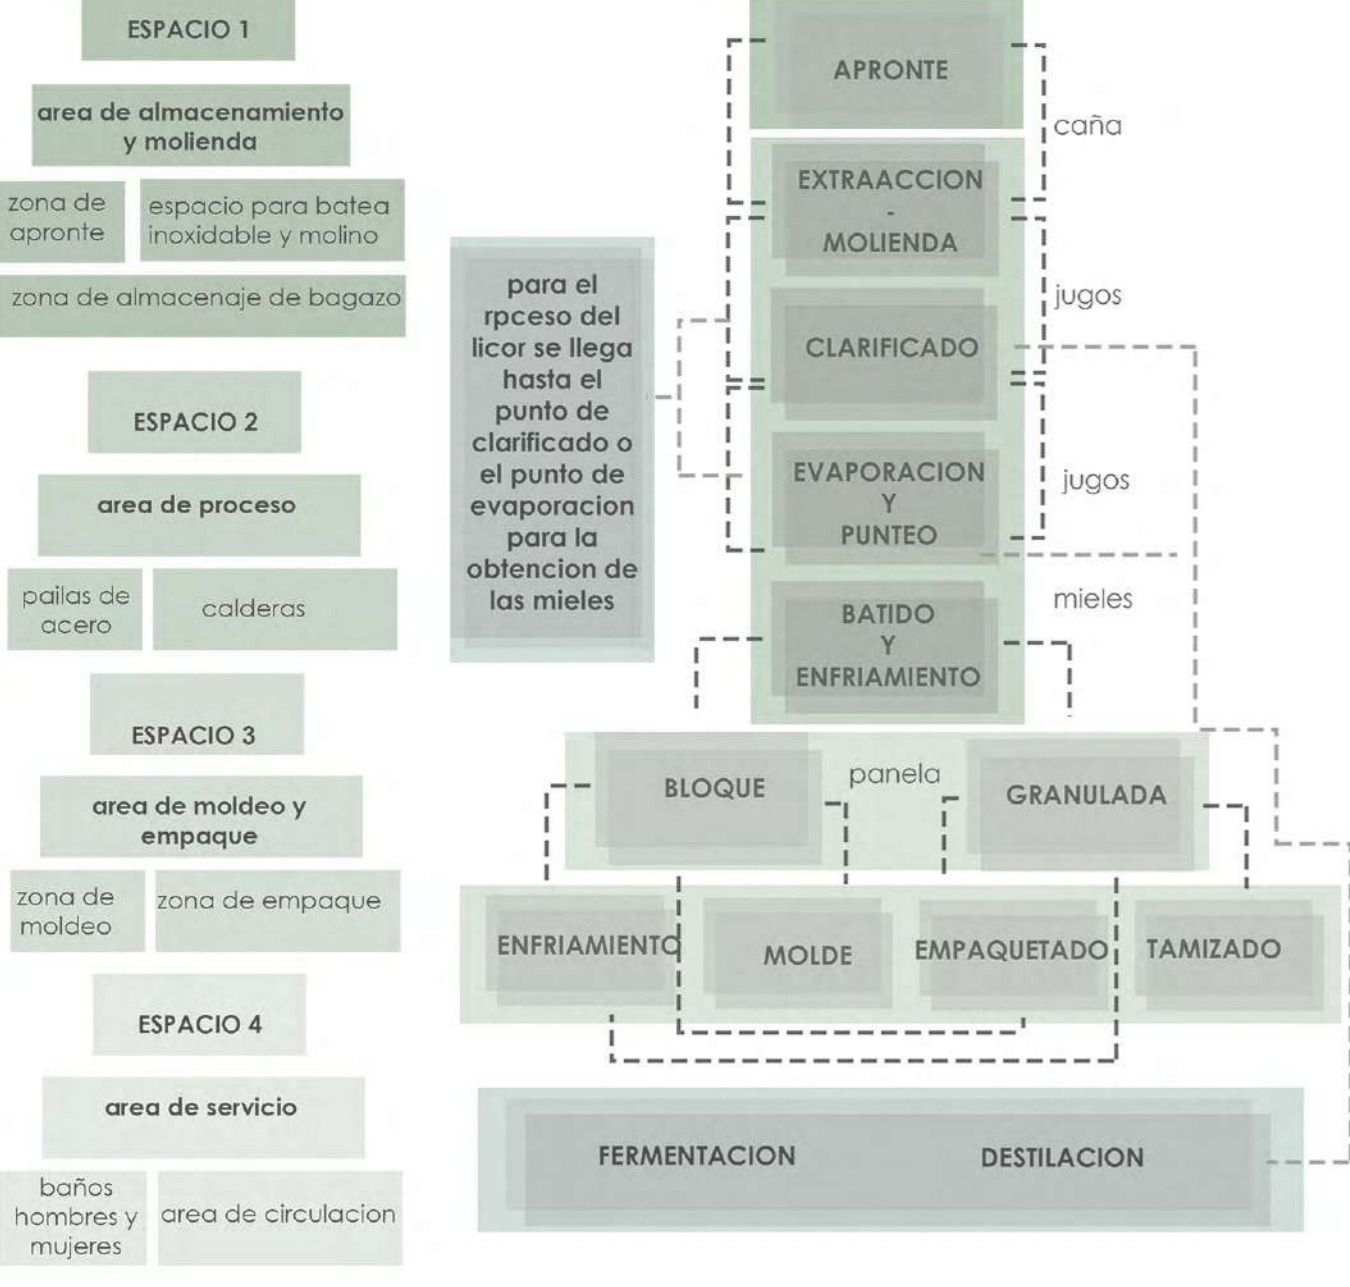 ESPACIO 1
area de almacenamiento
y molienda
zona de
apronte
espacio para batea
inoxidable y molino
zona de almacenaje de bagazo
ESPACIO 2
area de proceso
pailas de
acero
calderas
ESPACIO 3
area de moldeo y
empaque
zona de
moldeo
zona de empaque
ESPACIO 4
area de servicio
baños
hombres y
mujeres
area de circulacion
para el
rpceso del
licor se llega
hasta el
punto de
clarificado o
el punto de
evaporacion
para la
obtencion de
las mieles
APRONTE
caña
EXTRAACCION
-
MOLIENDA
jugos
CLARIFICADO
EVAPORACION
Y
PUNTEO
jugos
mieles
BATIDO
Y
ENFRIAMIENTO
BLOQUE
panela
GRANULADA
ENFRIAMIENTO
MOLDE
EMPAQUETADO
TAMIZADO
FERMENTACION
DESTILACION